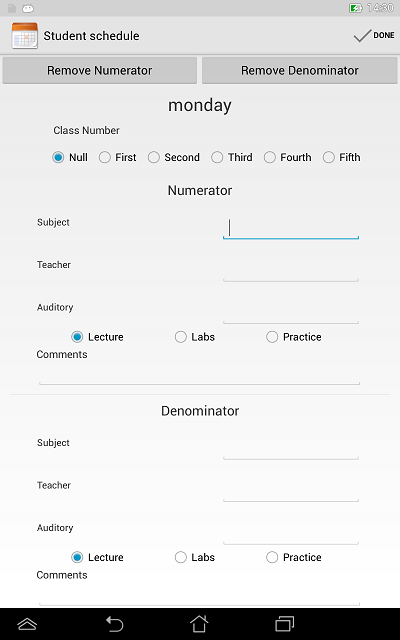 14:30
Student schedule
DONE
Remove Numerator Remove Denominator
monday
Class Number
Null First Second Third Fourth Fifth
Numerator
Subject
Teacher
Auditory
Lecture Labs Practice
Comments
Denominator
Subject
Teacher
Auditory
Lecture Labs Practice
Comments